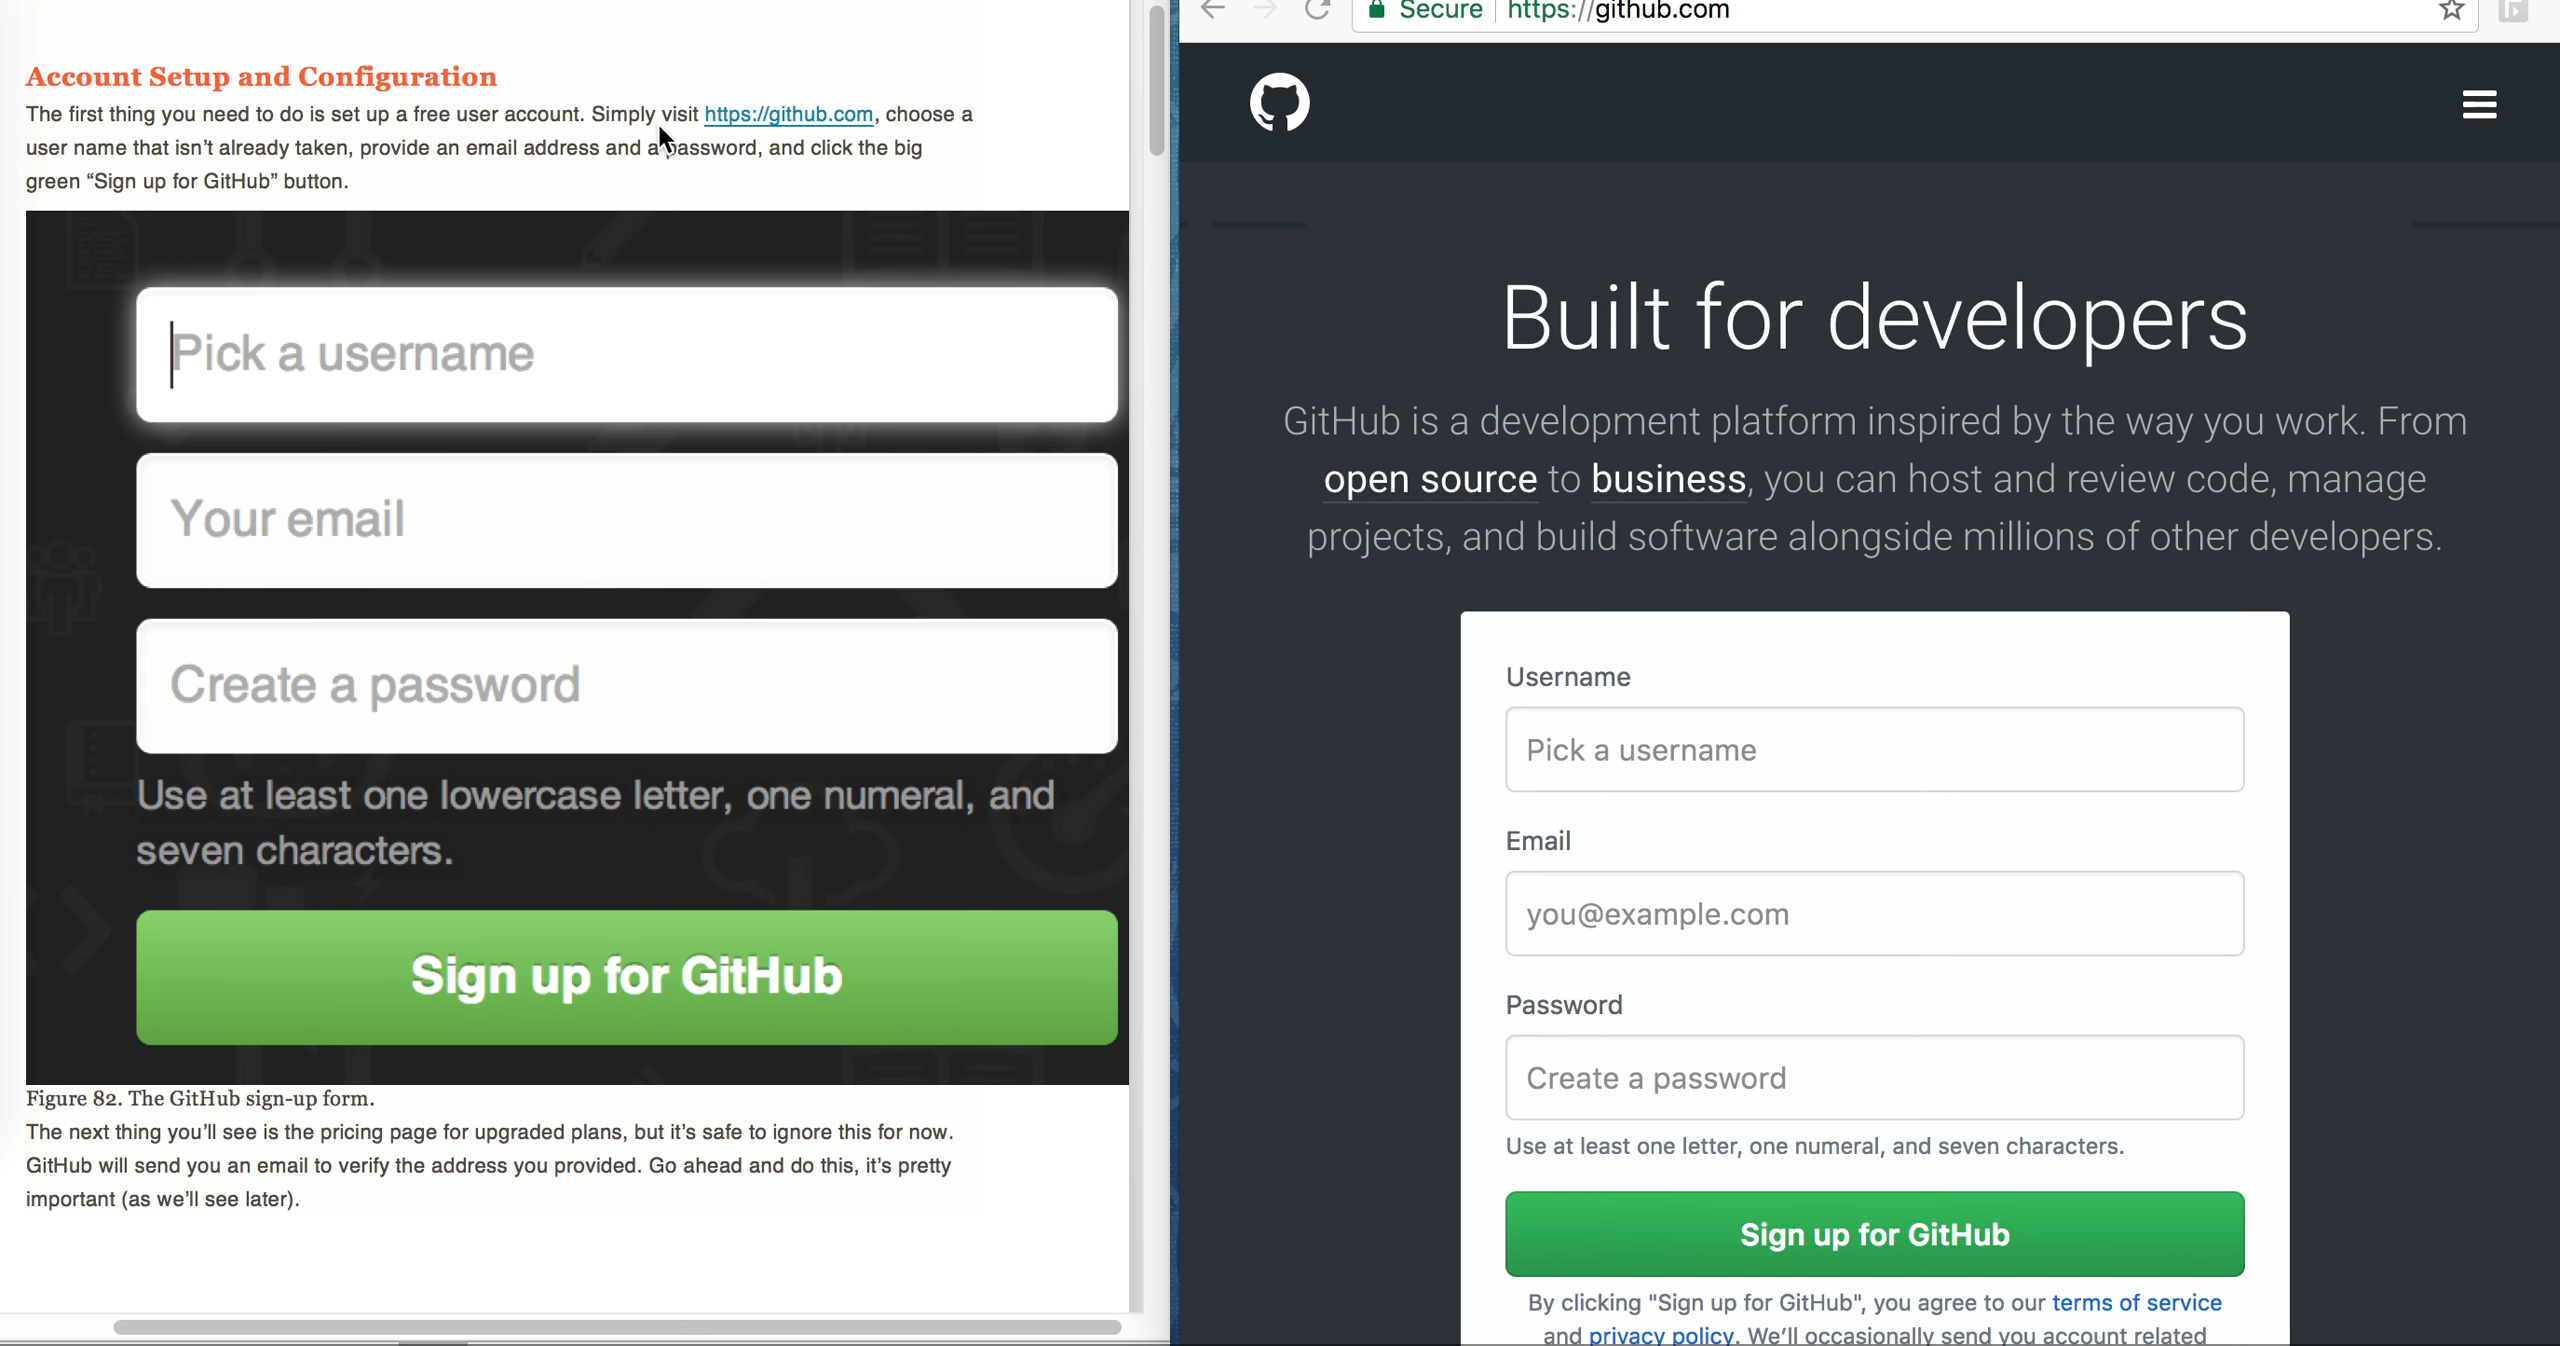 Account Setup and Configuration
The first thing you need to do is set up a free user account. Simply visit https://github.com, choose a
user name that isn't already taken, provide an email address and a password, and click the big
green “Sign up for GitHub” button.
Pick a username
Your email
Create a password
Use at least one lowercase letter, one numeral, and
seven characters.
Sign up for GitHub
Figure 82. The GitHub sign-up form.
The next thing you'll see is the pricing page for upgraded plans, but it's safe to ignore this for now.
GitHub will send you an email to verify the address you provided. Go ahead and do this, it's pretty
important (as we'll see later).
Secure https://github.com
Built for developers
GitHub is a development platform inspired by the way you work. From
open source to business, you can host and review code, manage
projects, and build software alongside millions of other developers.
Username
Pick a username
Email
you@example.com
Password
Create a password
Use at least one letter, one numeral, and seven characters.
Sign up for GitHub
By clicking "Sign up for GitHub", you agree to our terms of service
and privacy policy. We'll occasionally send you account related